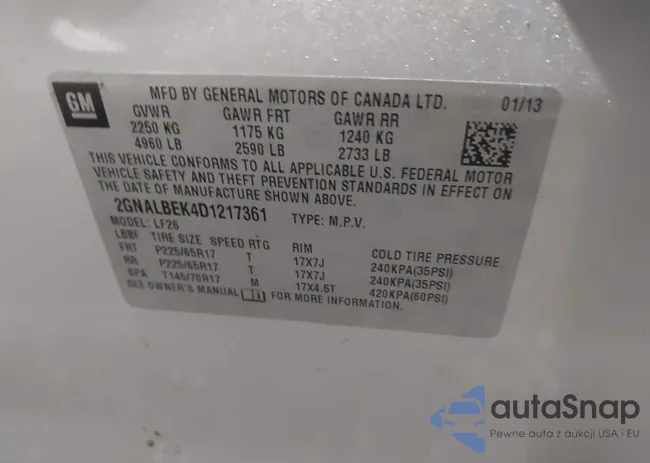 GM
MFD BY GENERAL MOTORS OF CANADA LTD. 01/13
GVWR GAWR FRT GAWR RR
2250 KG 1175 KG 1240 KG
4960 LB 2590 LB 2733 LB
THIS VEHICLE CONFORMS TO ALL APPLICABLE U.S. FEDERAL MOTOR
VEHICLE SAFETY AND THEFT PREVENTION STANDARDS IN EFFECT ON
THE DATE OF MANUFACTURE SHOWN ABOVE.
2GNALBEK4D1217361 TYPE: M.P.V.
MODEL: LF26
LBBF TIRE SIZE SPEED RTG RIM COLD TIRE PRESSURE
FRT P225/65R17 T 17X7J 240KPA(35PSI)
RR P225/65R17 T 17X7J 240KPA(35PSI)
SPA T145/70R17 M 17X4.5T 420KPA(60PSI)
SEE OWNER'S MANUAL FOR MORE INFORMATION.
autaSnap
Pewne auta z aukcji USA i EU